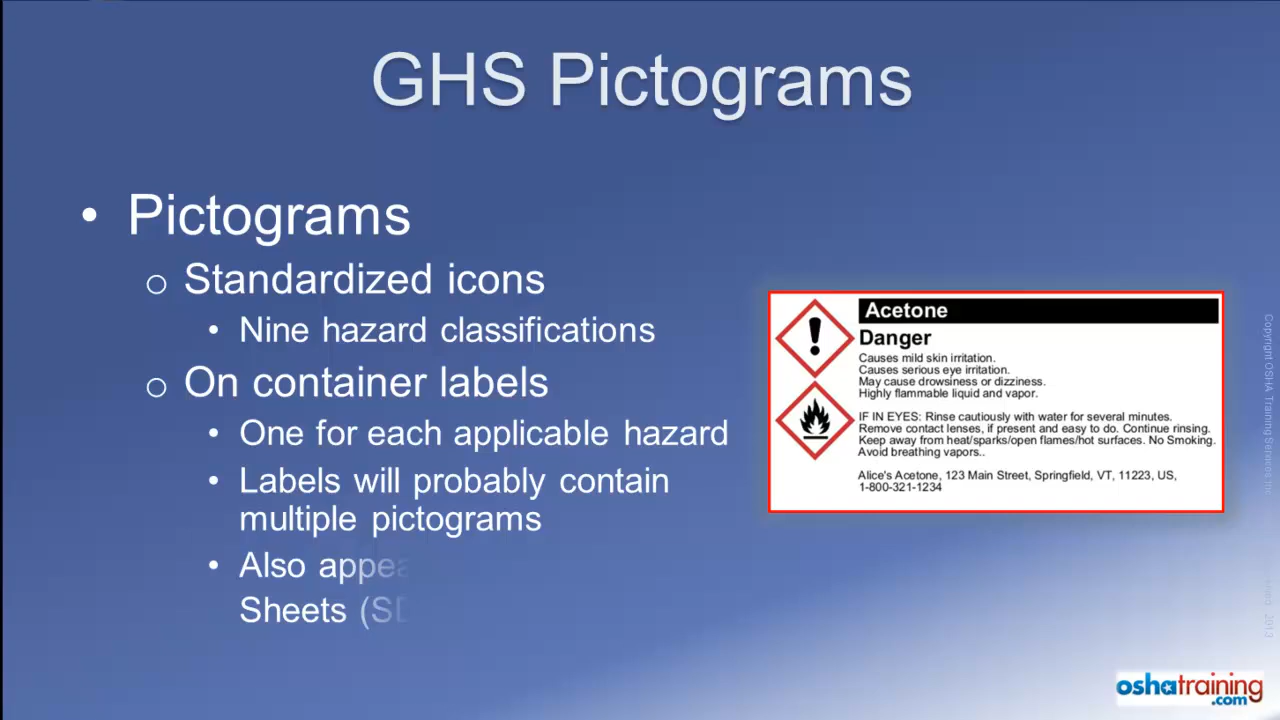 GHS Pictograms
• Pictograms
o Standardized icons
• Nine hazard classifications
o On container labels
• One for each applicable hazard
• Labels will probably contain
multiple pictograms
• Also
Sheets
Acetone
Danger
Causes mild skin irritation.
Causes serious eye irritation.
May cause drowsiness or dizziness.
Highly flammable liquid and vapor.
IF IN EYES: Rinse cautiously with water for several minutes.
Remove contact lenses, if present and easy to do. Continue rinsing.
Keep away from heat/sparks/open flames/hot surfaces. No Smoking.
Avoid breathing vapors..
Alice's Acetone, 123 Main Street, Springfield, VT, 11223, US,
1-800-321-1234
Copyright OSHA Training Services Inc
2013
oshatraining
.com